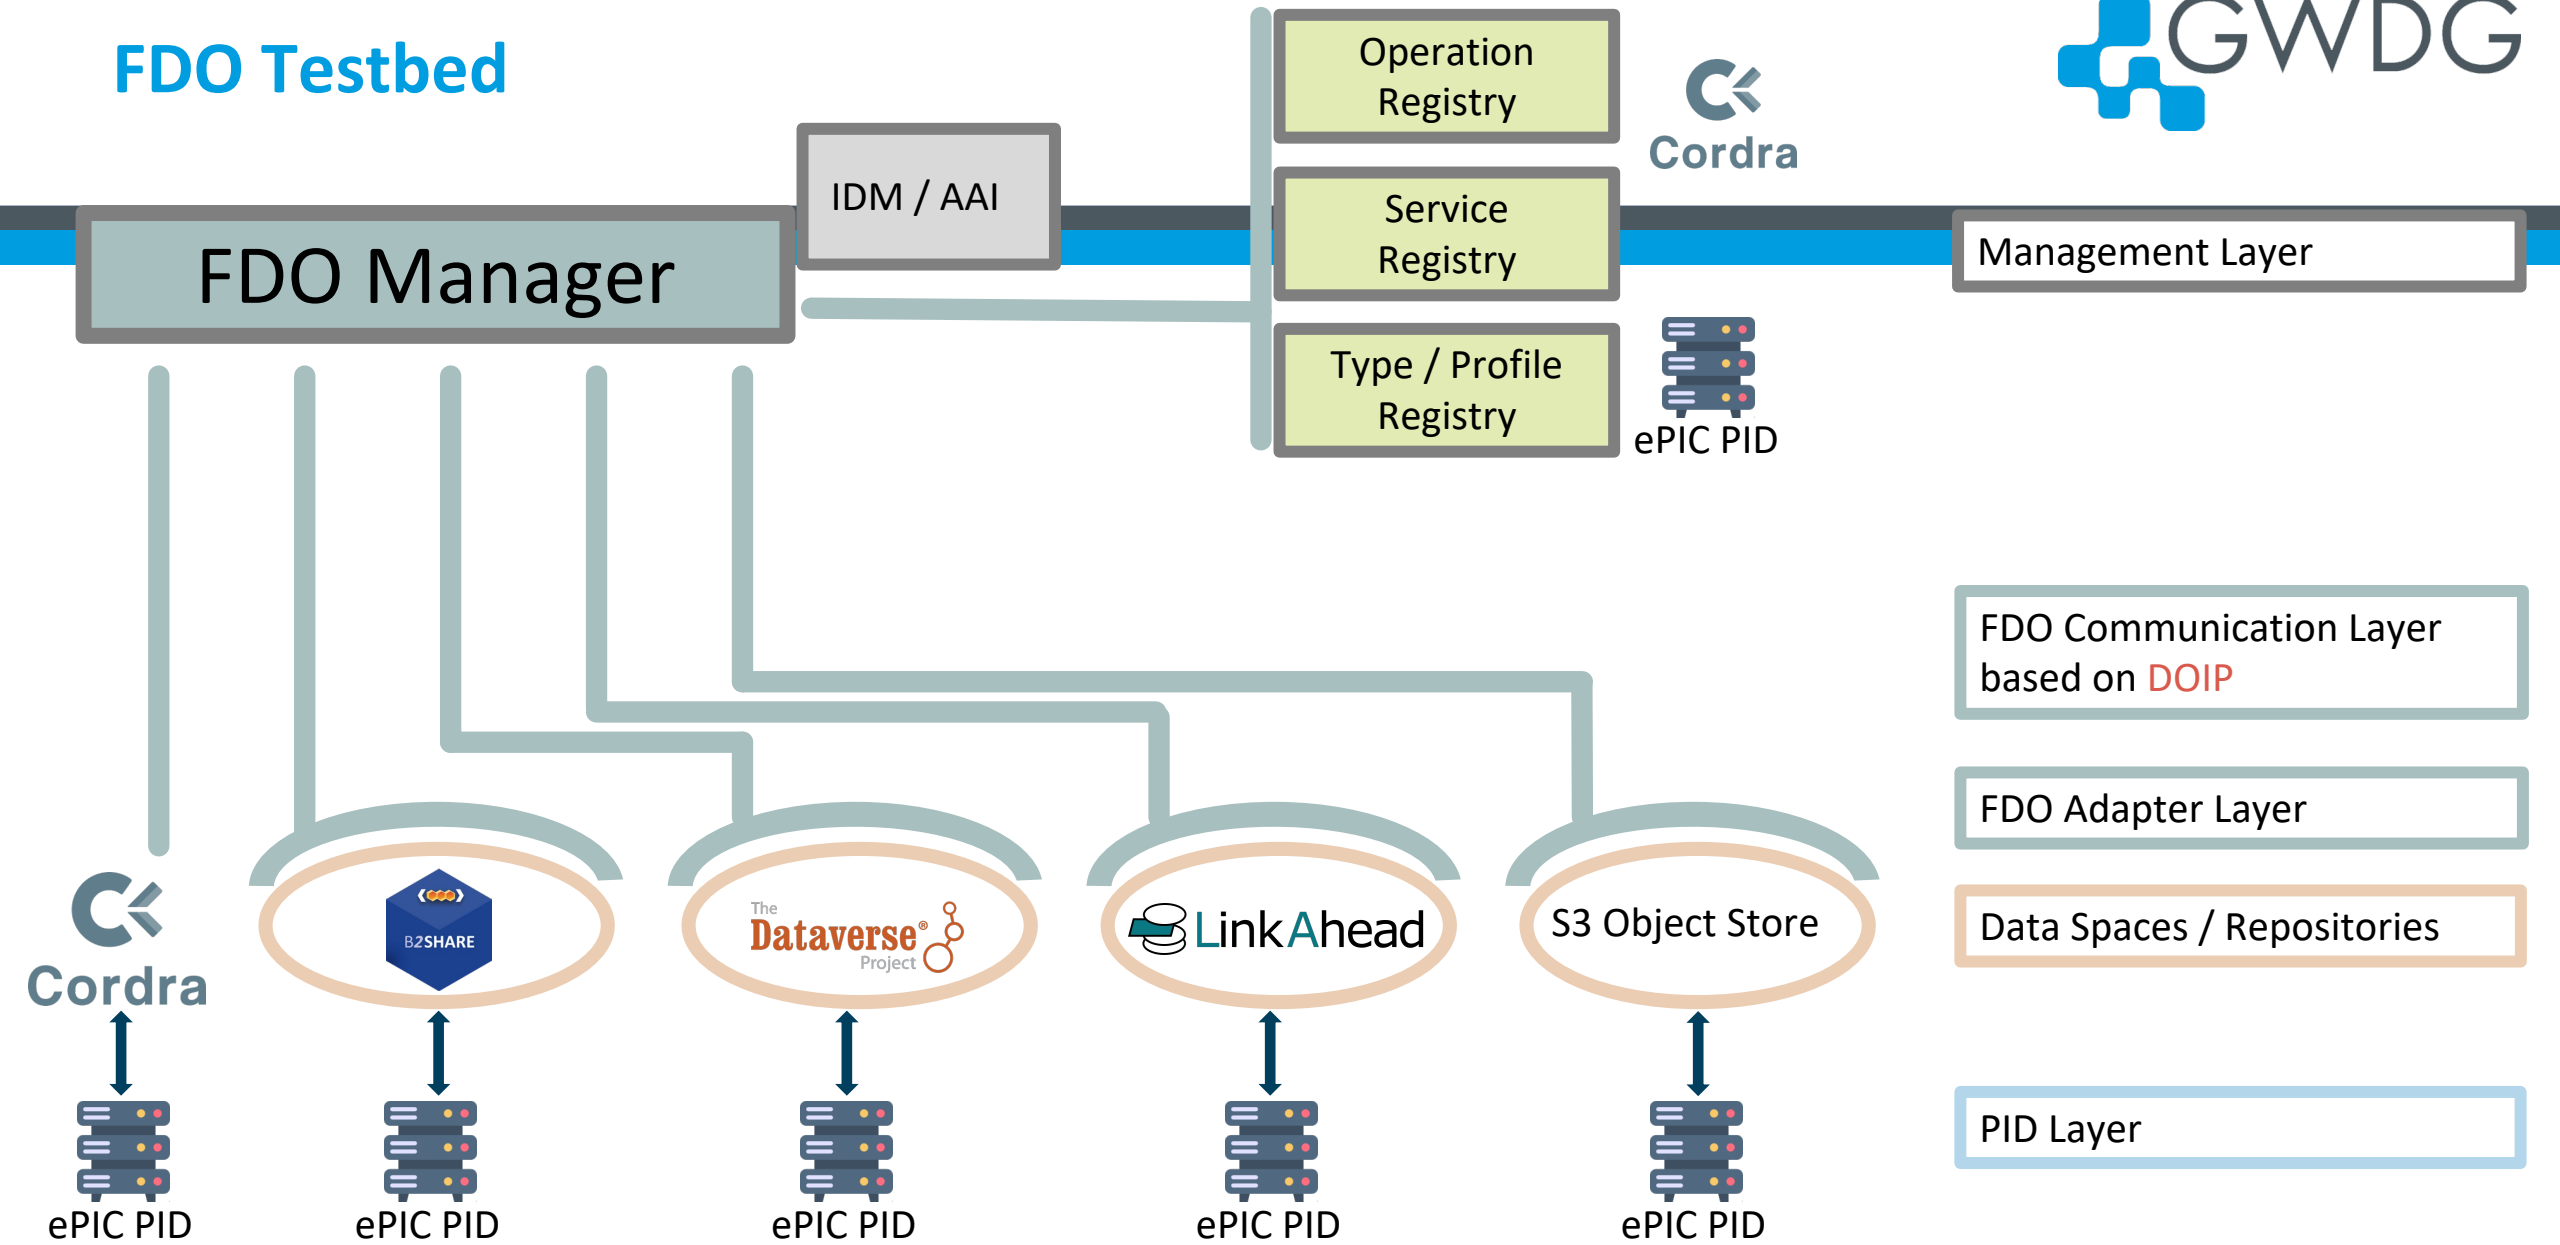 FDO Testbed
GWDG
Operation
Registry
Cordra
IDM / AAI
Service
Registry
FDO Manager
Management Layer
Type / Profile
Registry
ePIC PID
FDO Communication Layer
based on DOIP
FDO Adapter Layer
Data Spaces / Repositories
PID Layer
Cordra
B2SHARE
The
Dataverse®
Project
LinkAhead
S3 Object Store
ePIC PID
ePIC PID
ePIC PID
ePIC PID
ePIC PID